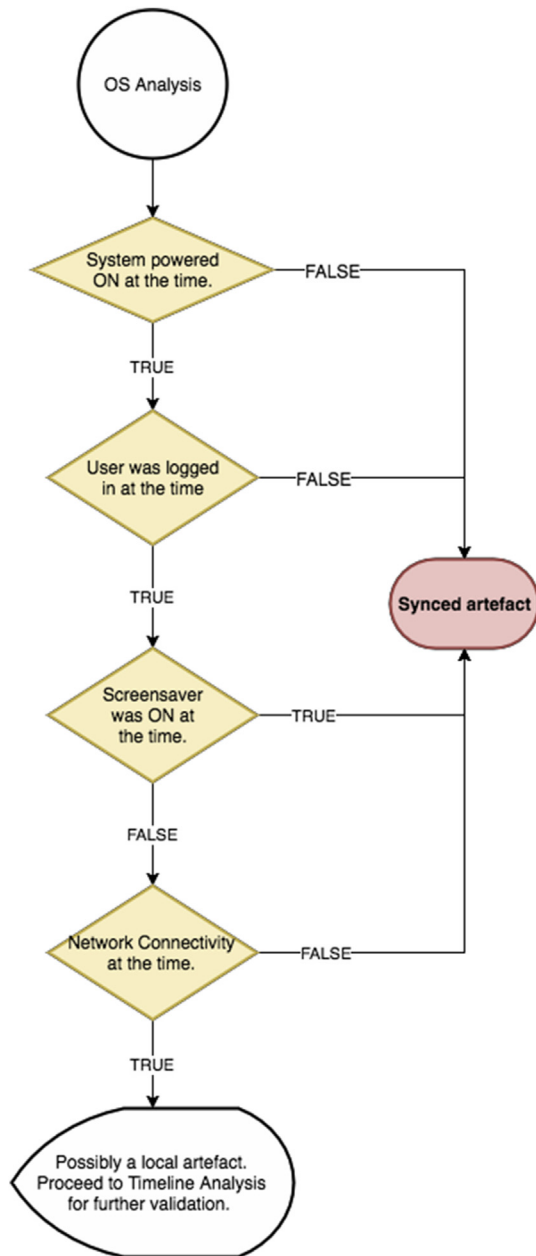 OS Analysis
System powered
ON at the time.
FALSE
TRUE
User was logged
in at the time
FALSE
TRUE
Synced artefact
Screensaver
was ON at
the time.
TRUE
FALSE
Network Connectivity
at the time.
FALSE
TRUE
Possibly a local artefact.
Proceed to Timeline Analysis
for further validation.